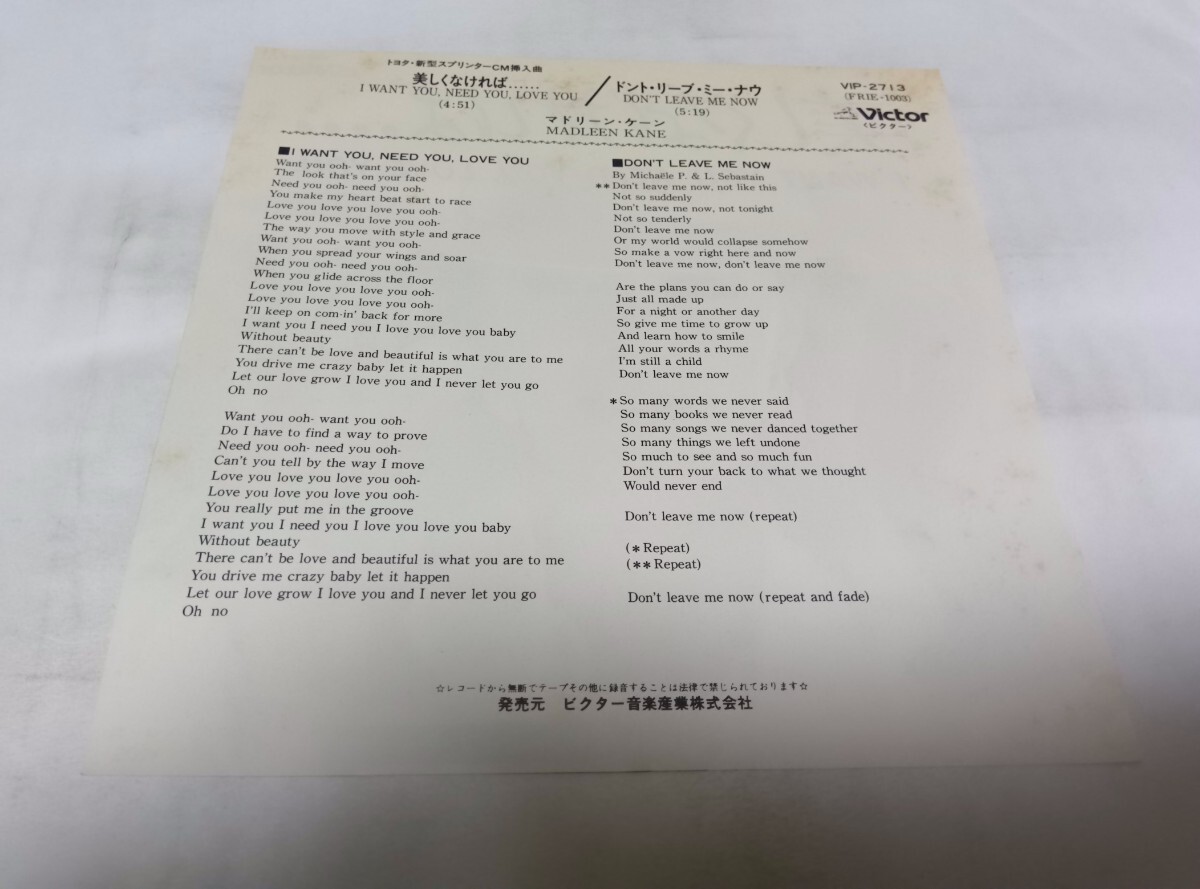 トヨタ・新型スプリンターCM挿入曲
美しくなければ……
I WANT YOU, NEED YOU, LOVE YOU
(4:51)
/
ドント・リーブ・ミー・ナウ
DON'T LEAVE ME NOW
(5:19)
マドリーン・ケーン
MADLEEN KANE
VIP-2713
(FRIE-1003)
Victor
〈ビクター〉
■I WANT YOU, NEED YOU, LOVE YOU
Want you ooh- want you ooh-
The look that's on your face
Need you ooh- need you ooh-
You make my heart beat start to race
Love you love you love you ooh-
Love you love you love you ooh-
The way you move with style and grace
Want you ooh- want you ooh-
When you spread your wings and soar
Need you ooh- need you ooh-
When you glide across the floor
Love you love you love you ooh-
Love you love you love you ooh-
I'll keep on com-in' back for more
I want you I need you I love you love you baby
Without beauty
There can't be love and beautiful is what you are to me
You drive me crazy baby let it happen
Let our love grow I love you and I never let you go
Oh no
Want you ooh- want you ooh-
Do I have to find a way to prove
Need you ooh- need you ooh-
Can't you tell by the way I move
Love you love you love you ooh-
Love you love you love you ooh-
You really put me in the groove
I want you I need you I love you love you baby
Without beauty
There can't be love and beautiful is what you are to me
You drive me crazy baby let it happen
Let our love grow I love you and I never let you go
Oh no
■DON'T LEAVE ME NOW
By Michaële P. & L. Sebastain
**Don't leave me now, not like this
Not so suddenly
Don't leave me now, not tonight
Not so tenderly
Don't leave me now
Or my world would collapse somehow
So make a vow right here and now
Don't leave me now, don't leave me now
Are the plans you can do or say
Just all made up
For a night or another day
So give me time to grow up
And learn how to smile
All your words a rhyme
I'm still a child
Don't leave me now
*So many words we never said
So many books we never read
So many songs we never danced together
So many things we left undone
So much to see and so much fun
Don't turn your back to what we thought
Would never end
Don't leave me now (repeat)
(*Repeat)
(**Repeat)
Don't leave me now (repeat and fade)
☆レコードから無断でテープその他に録音することは法律で禁じられております☆
発売元 ビクター音楽産業株式会社